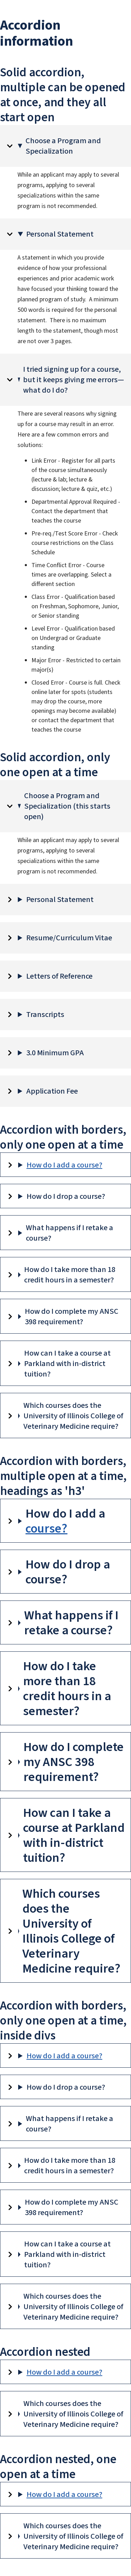 Accordion
information
Solid accordion,
multiple can be opened
at once, and they all
start open
Choose a Program and
Specialization
While an applicant may apply to several
programs, applying to several
specializations within the same
program is not recommended.
Personal Statement
A statement in which you provide
evidence of how your professional
experiences and prior academic work
have focused your thinking toward the
planned program of study.  A minimum
500 words is required for the personal
statement.  There is no maximum
length to the statement, though most
are not over 3 pages.
I tried signing up for a course,
but it keeps giving me errors—
what do I do?
There are several reasons why signing
up for a course may result in an error.
Here are a few common errors and
solutions:
• Link Error - Register for all parts
of the course simultaneously
(lecture & lab; lecture &
discussion; lecture & quiz, etc.)
• Departmental Approval Required -
Contact the department that
teaches the course
• Pre-req./Test Score Error - Check
course restrictions on the Class
Schedule
• Time Conflict Error - Course
times are overlapping. Select a
different section
• Class Error - Qualification based
on Freshman, Sophomore, Junior,
or Senior standing
• Level Error - Qualification based
on Undergrad or Graduate
standing
• Major Error - Restricted to certain
major(s)
• Closed Error - Course is full. Check
online later for spots (students
may drop the course, more
openings may become available)
or contact the department that
teaches the course
Solid accordion, only
one open at a time
Choose a Program and
Specialization (this starts
open)
While an applicant may apply to several
programs, applying to several
specializations within the same
program is not recommended.
Personal Statement
Resume/Curriculum Vitae
Letters of Reference
Transcripts
3.0 Minimum GPA
Application Fee
Accordion with borders,
only one open at a time
How do I add a course?
How do I drop a course?
What happens if I retake a
course?
How do I take more than 18
credit hours in a semester?
How do I complete my ANSC
398 requirement?
How can I take a course at
Parkland with in-district
tuition?
Which courses does the
University of Illinois College of
Veterinary Medicine require?
Accordion with borders,
multiple open at a time,
headings as 'h3'
How do I add a
course?
How do I drop a
course?
What happens if I
retake a course?
How do I take
more than 18
credit hours in a
semester?
How do I complete
my ANSC 398
requirement?
How can I take a
course at Parkland
with in-district
tuition?
Which courses
does the
University of
Illinois College of
Veterinary
Medicine require?
Accordion with borders,
only one open at a time,
inside divs
How do I add a course?
How do I drop a course?
What happens if I retake a
course?
How do I take more than 18
credit hours in a semester?
How do I complete my ANSC
398 requirement?
How can I take a course at
Parkland with in-district
tuition?
Which courses does the
University of Illinois College of
Veterinary Medicine require?
Accordion nested
How do I add a course?
Which courses does the
University of Illinois College of
Veterinary Medicine require?
Accordion nested, one
open at a time
How do I add a course?
Which courses does the
University of Illinois College of
Veterinary Medicine require?